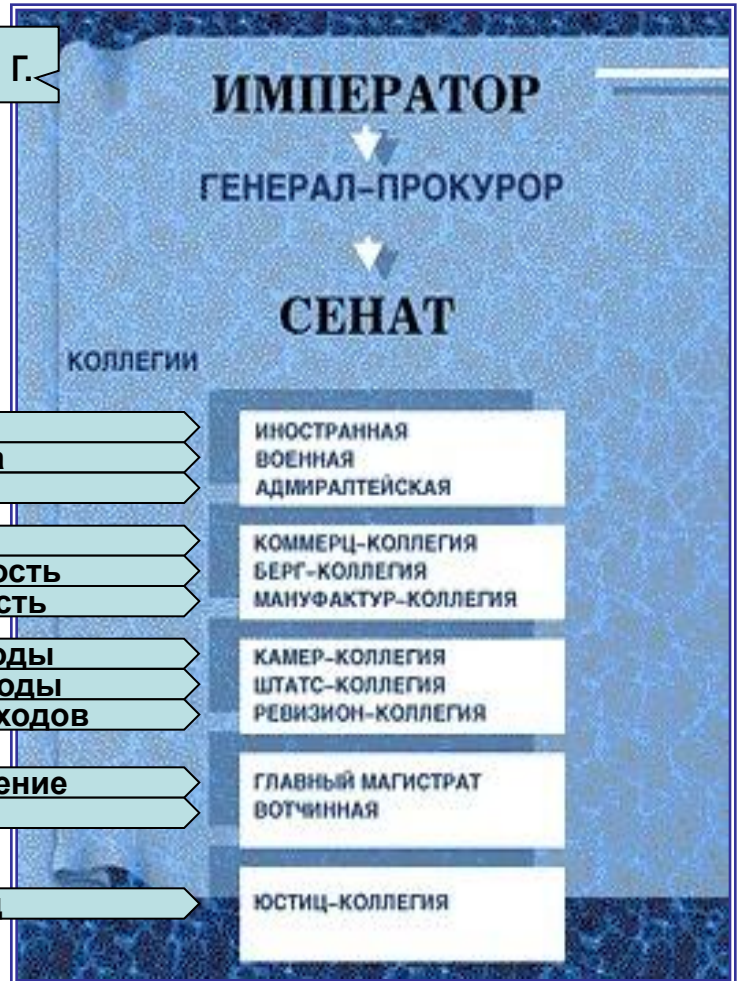 Г.
ИМПЕРАТОР
ГЕНЕРАЛ-ПРОКУРОР
СЕНАТ
КОЛЛЕГИИ
ИНОСТРАННАЯ
а ВОЕННАЯ
АДМИРАЛТЕЙСКАЯ
КОММЕРЦ-КОЛЛЕГИЯ
ость БЕРГ-КОЛЛЕГИЯ
сть МАНУФАКТУР-КОЛЛЕГИЯ
оды КАМЕР-КОЛЛЕГИЯ
оды ШТАТС-КОЛЛЕГИЯ
ходов РЕВИЗИОН-КОЛЛЕГИЯ
ение ГЛАВНЫЙ МАГИСТРАТ
ВОТЧИННАЯ
ЮСТИЦ-КОЛЛЕГИЯ